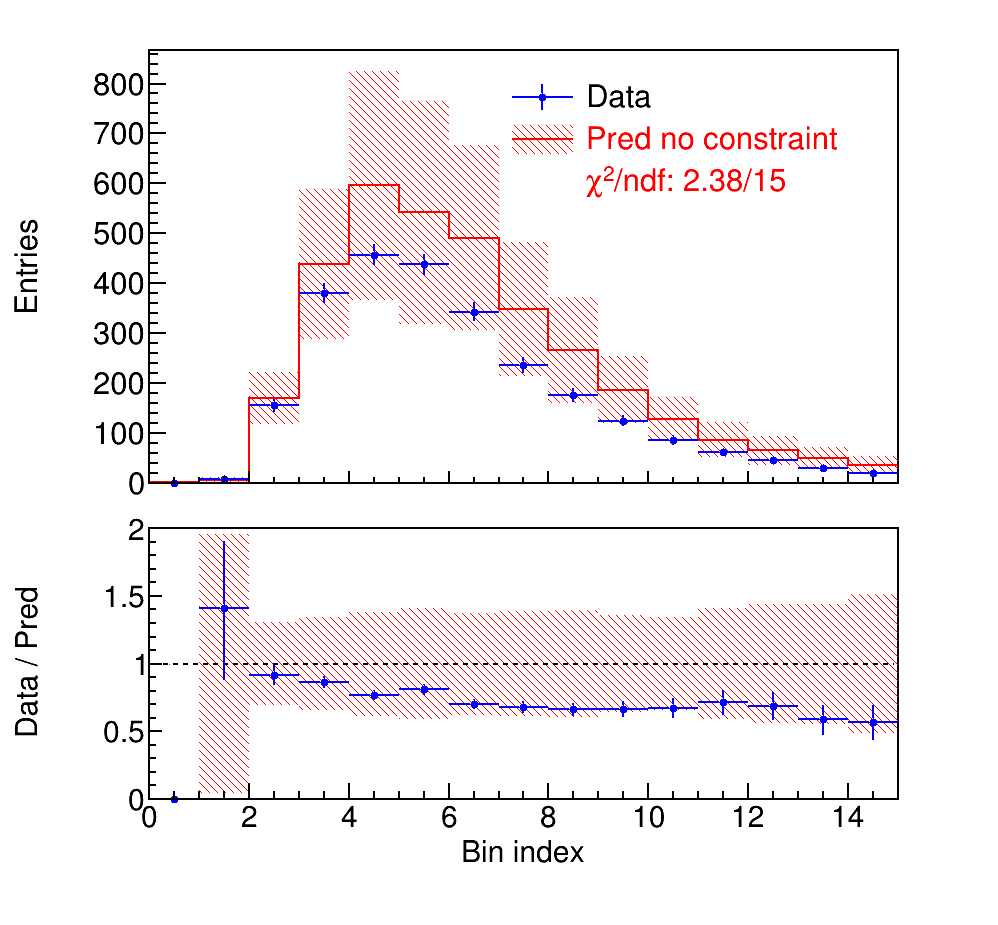 Data
Pred no constraint
χ²/ndf: 2.38/15
Entries
800
700
600
500
400
300
200
100
0
Data / Pred
2
1.5
1
0.5
0
0 2 4 6 8 10 12 14
Bin index